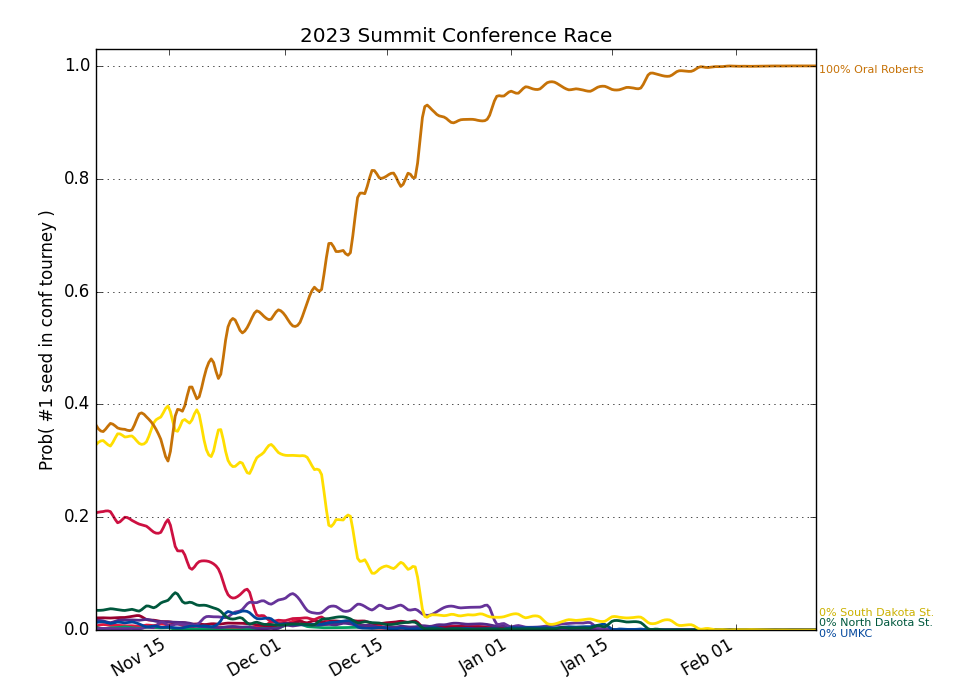 2023 Summit Conference Race
Prob( #1 seed in conf tourney )
1.0
0.8
0.6
0.4
0.2
0.0
Nov 15
Dec 01
Dec 15
Jan 01
Jan 15
Feb 01
100% Oral Roberts
0% South Dakota St.
0% North Dakota St.
0% UMKC